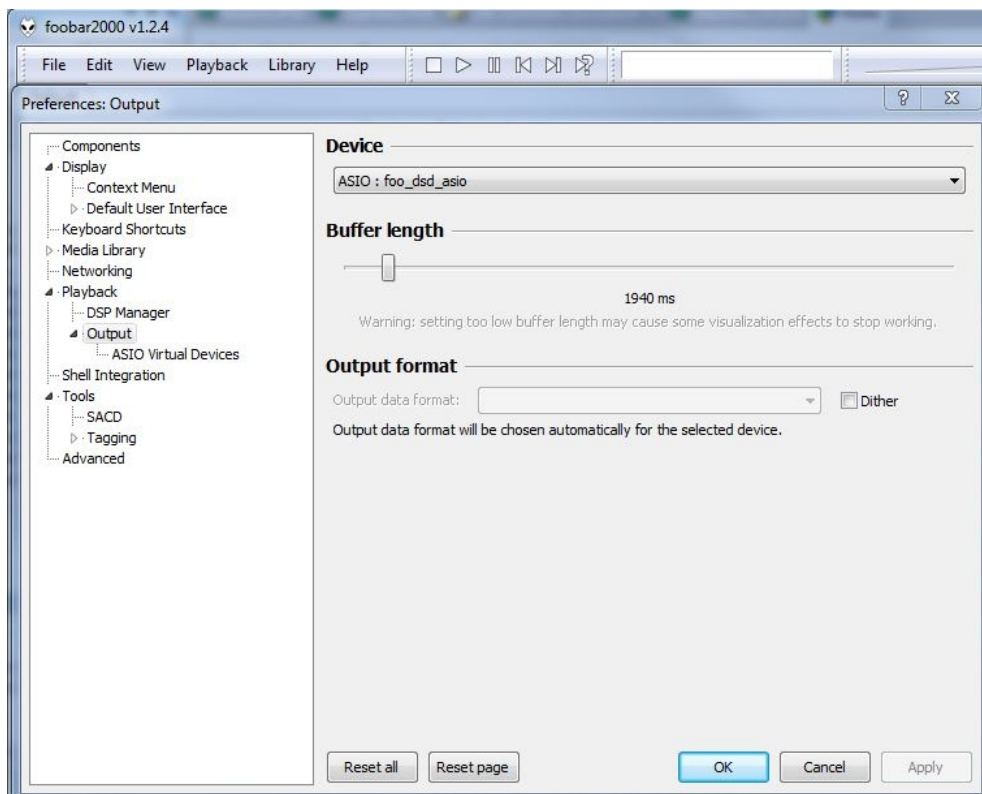 foobar2000 v1.2.4
File Edit View Playback Library Help
Preferences: Output
Components
Display
Context Menu
Default User Interface
Keyboard Shortcuts
Media Library
Networking
Playback
DSP Manager
Output
ASIO Virtual Devices
Shell Integration
Tools
SACD
Tagging
Advanced
Device
ASIO : foo_dsd_asio
Buffer length
1940 ms
Warning: setting too low buffer length may cause some visualization effects to stop working.
Output format
Output data format:
Dither
Output data format will be chosen automatically for the selected device.
Reset all
Reset page
OK
Cancel
Apply